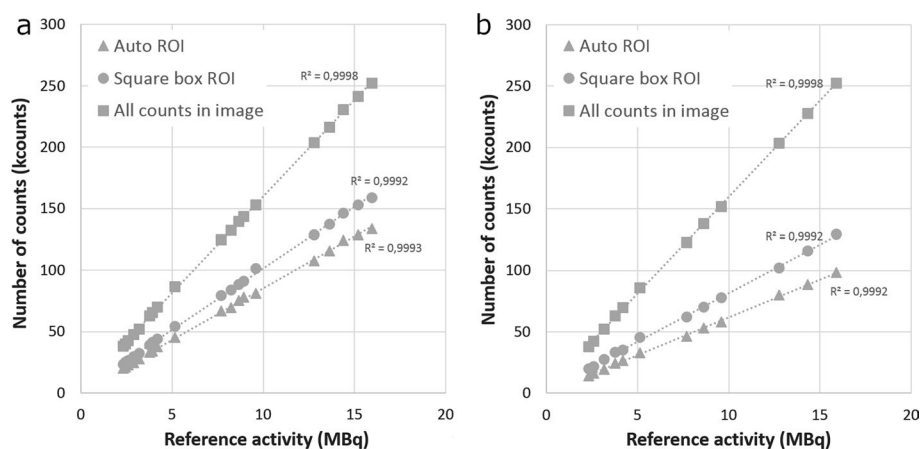 a
Number of counts (kcounts)
300
250
200
150
100
50
0
Auto ROI
Square box ROI
All counts in image
R² = 0,9998
R² = 0,9992
R² = 0,9993
0 5 10 15 20
Reference activity (MBq)
b
Number of counts (kcounts)
300
250
200
150
100
50
0
Auto ROI
Square box ROI
All counts in image
R² = 0,9998
R² = 0,9992
R² = 0,9992
0 5 10 15 20
Reference activity (MBq)